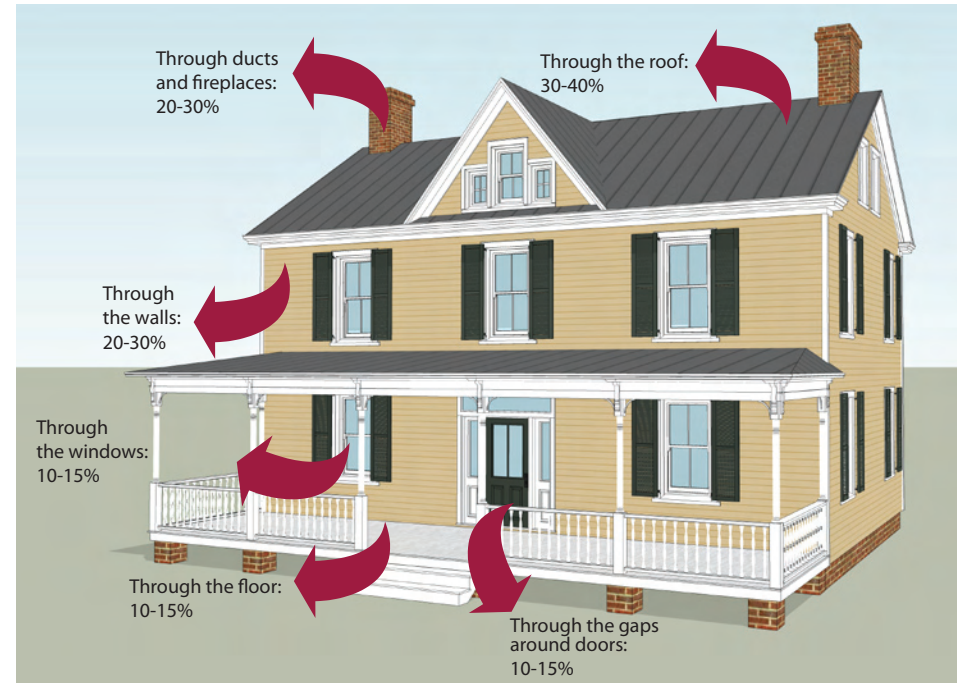 Through ducts
and fireplaces:
20-30%
Through the roof:
30-40%
Through
the walls:
20-30%
Through
the windows:
10-15%
Through the floor:
10-15%
Through the gaps
around doors:
10-15%